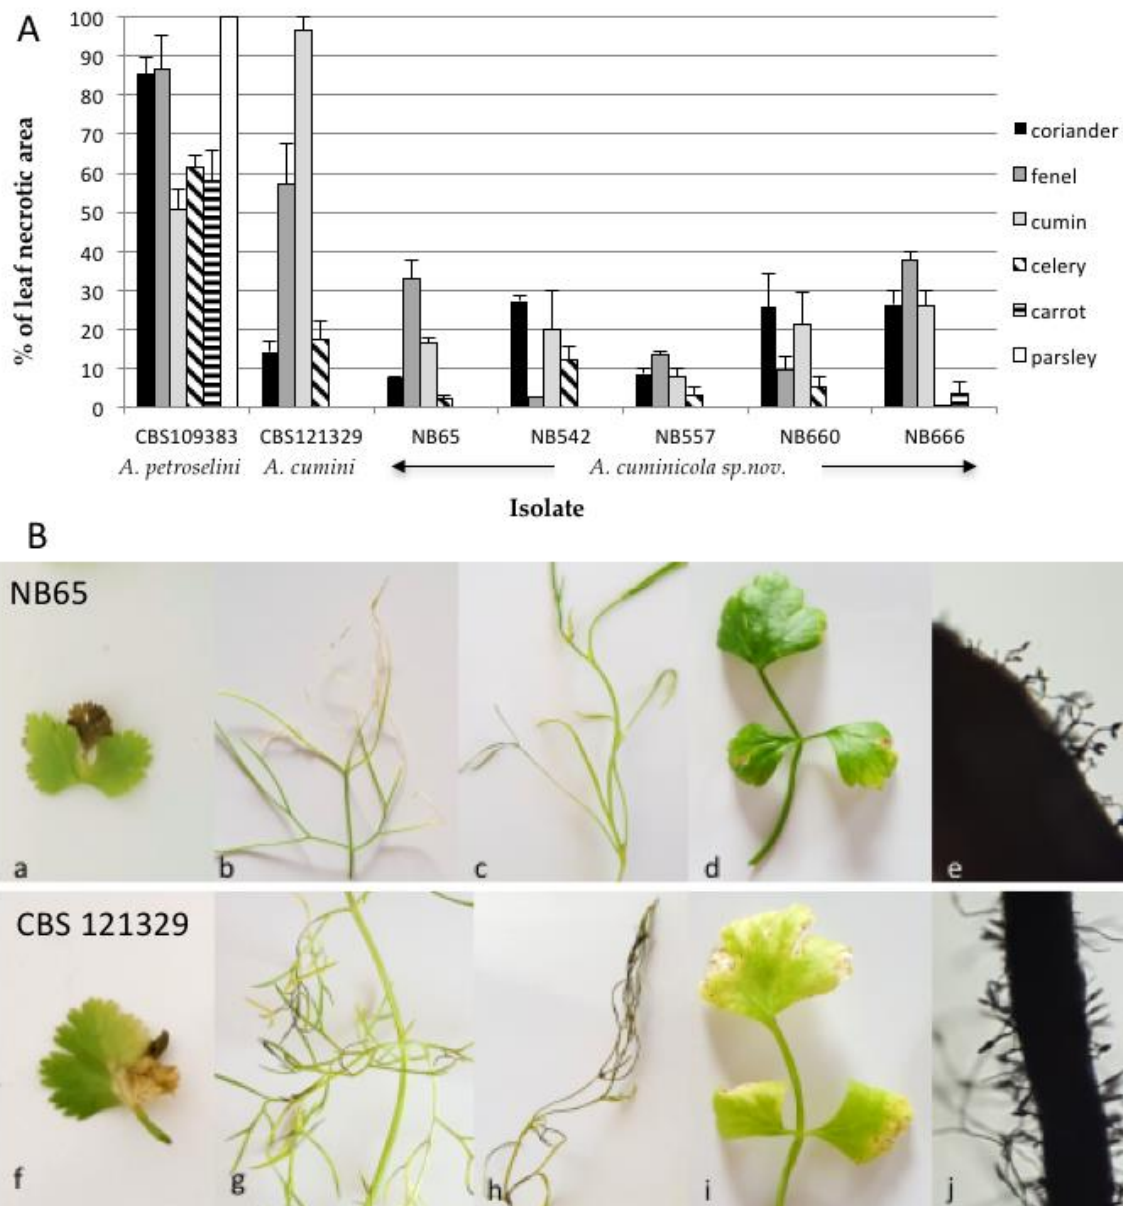 A
% of leaf necrotic area
100
90
80
70
60
50
40
30
20
10
0
coriander
fenel
cumin
celery
carrot
parsley
CBS109383 CBS121329 NB65 NB542 NB557 NB660 NB666
A. petroselini A. cumini A. cuminicola sp.nov.
Isolate
B
NB65
a b c d e
CBS 121329
f g h i j